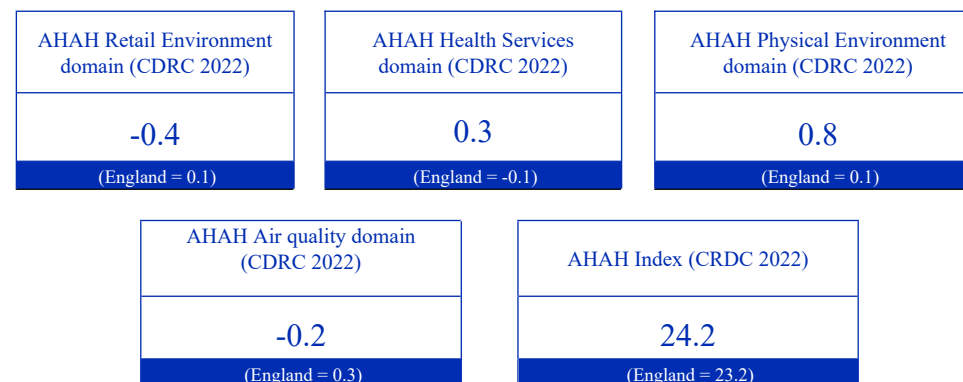 AHAH Retail Environment
domain (CDRC 2022)
-0.4
(England = 0.1)
AHAH Health Services
domain (CDRC 2022)
0.3
(England = -0.1)
AHAH Physical Environment
domain (CDRC 2022)
0.8
(England = 0.1)
AHAH Air quality domain
(CDRC 2022)
-0.2
(England = 0.3)
AHAH Index (CRDC 2022)
24.2
(England = 23.2)